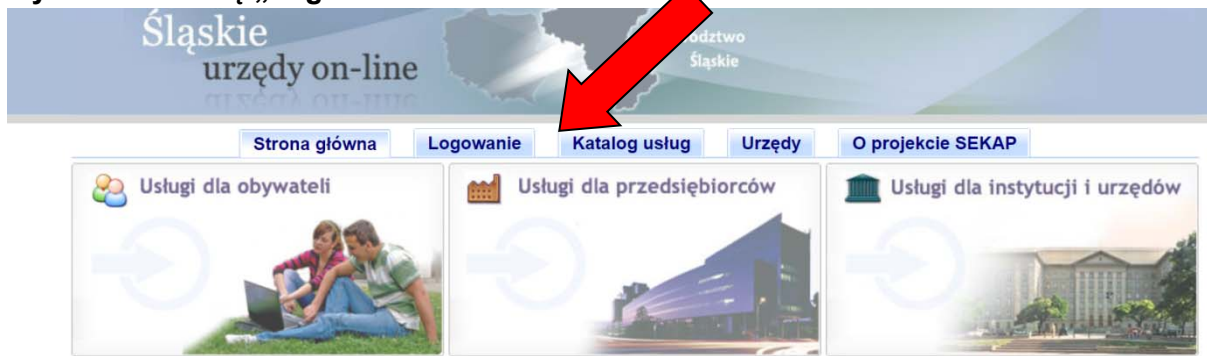 Śląskie
urzędy on-line
Śląskie
Strona główna
Logowanie
Katalog usług
Urzędy
O projekcie SEKAP
Usługi dla obywateli
Usługi dla przedsiębiorców
Usługi dla instytucji i urzędów